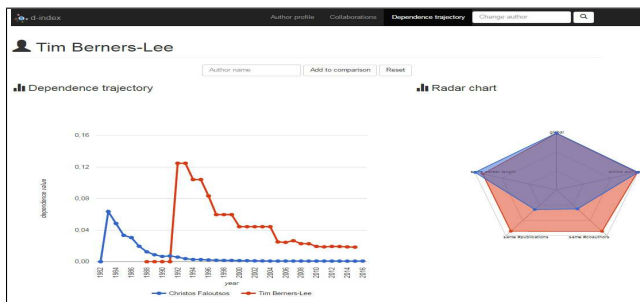 d-index
Author profile
Collaborations
Dependence trajectory
Change author
Tim Berners-Lee
Author name
Add to comparison
Reset
Dependence trajectory
Radar chart
0,16
0,12
0,08
0,04
0,00
dependence value
1982 1984 1986 1988 1990 1992 1994 1996 1998 2000 2002 2004 2006 2008 2010 2012 2014 2016
year
Christos Faloutsos
Tim Berners-Lee
global
same #publications
same #coauthors